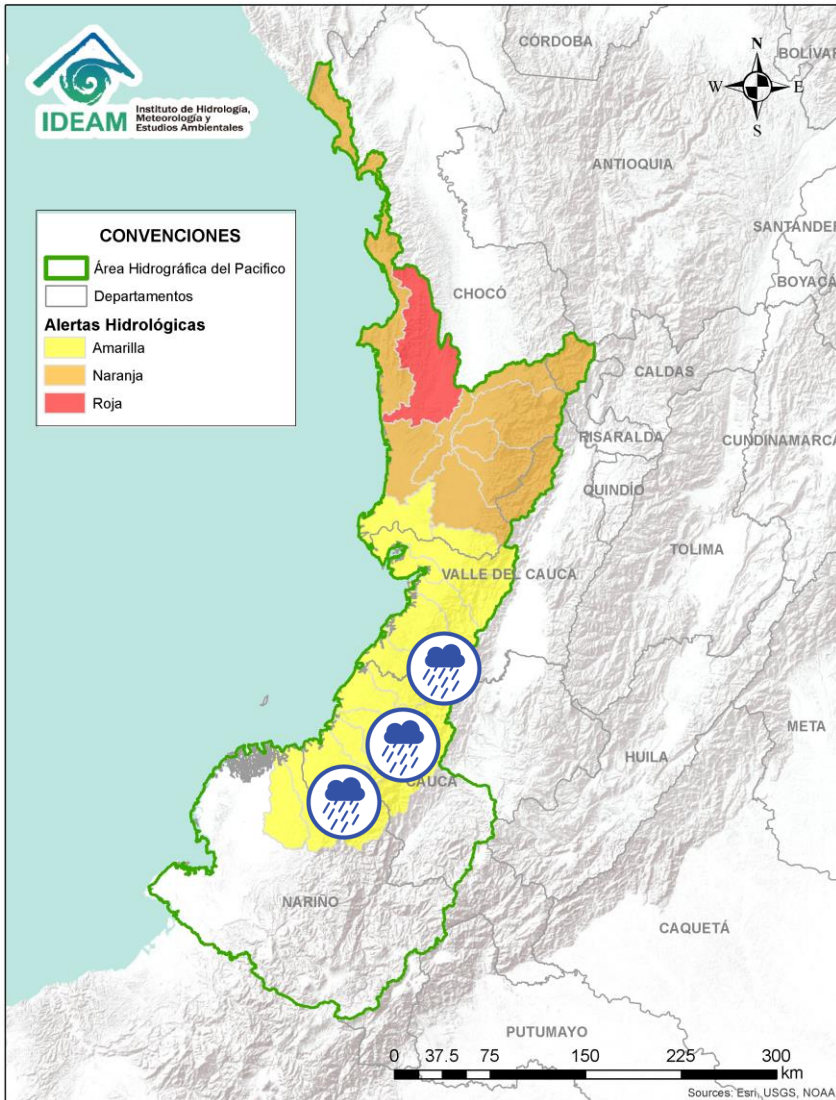 IDEAM
Instituto de Hidrología,
Meteorología y
Estudios Ambientales
CÓRDOBA
BOLÍVAR
N
W
E
S
ANTIOQUIA
SANTANDER
BOYACÁ
CONVENCIONES
Área Hidrográfica del Pacifico
Departamentos
Alertas Hidrológicas
Amarilla
Naranja
Roja
CHOCÓ
CALDAS
RISARALDA
CUNDINAMARCA
QUINDÍO
TOLIMA
VALLE DEL CAUCA
META
HUILA
CAUCA
NARIÑO
CAQUETÁ
PUTUMAYO
0 37.5 75 150 225 300
km
Sources: Esri, USGS, NOAA